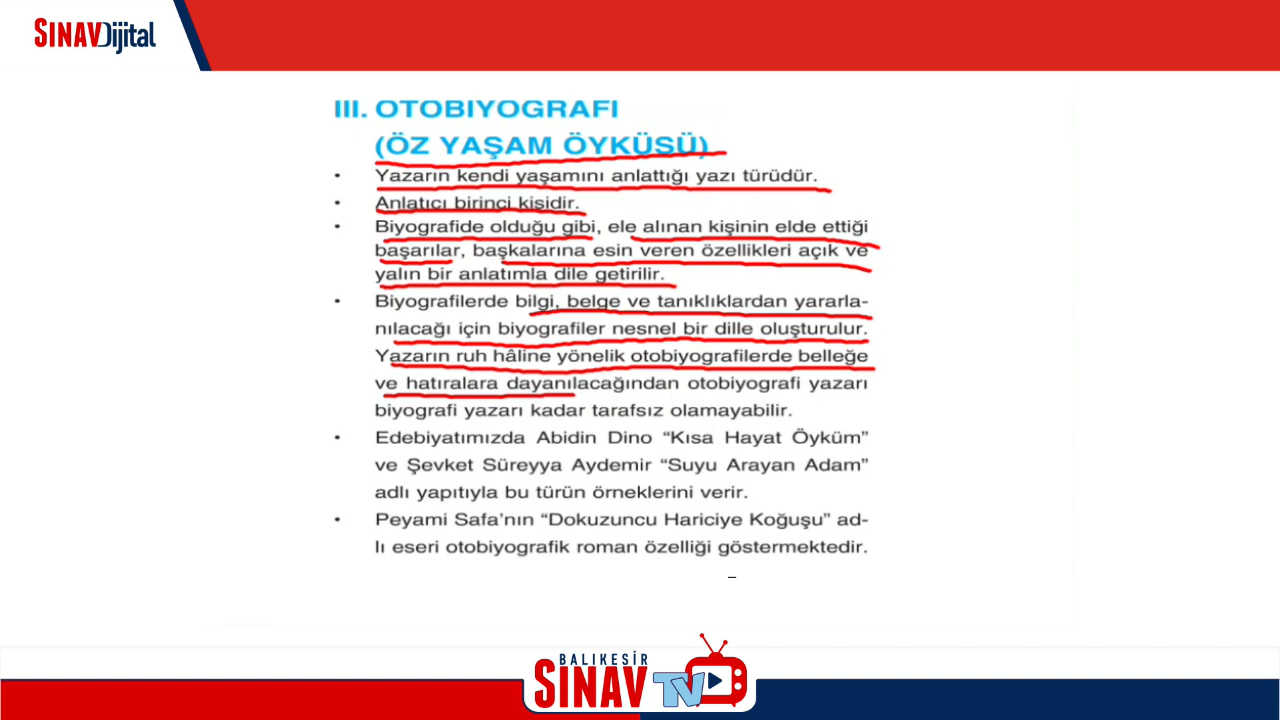 SINAVDijital
III. OTOBIYOGRAFI
(ÖZ YAŞAM ÖYKÜSÜ)
• Yazarın kendi yaşamını anlattığı yazı türüdür.
• Anlatıcı birinci kişidir.
• Biyografide olduğu gibi, ele alınan kişinin elde ettiği
başarılar, başkalarına esin veren özellikleri açık ve
yalın bir anlatımla dile getirilir.
• Biyografilerde bilgi, belge ve tanıklıklardan yararla-
nılacağı için biyografiler nesnel bir dille oluşturulur.
Yazarın ruh hâline yönelik otobiyografilerde belleğe
ve hatıralara dayanılacağından otobiyografi yazarı
biyografi yazarı kadar tarafsız olamayabilir.
• Edebiyatımızda Abidin Dino “Kısa Hayat Öyküm”
ve Şevket Süreyya Aydemir “Suyu Arayan Adam”
adlı yapıtıyla bu türün örneklerini verir.
• Peyami Safa’nın “Dokuzuncu Hariciye Koğuşu” ad-
lı eseri otobiyografik roman özelliği göstermektedir.
–
BALIKESİR
SINAV TV